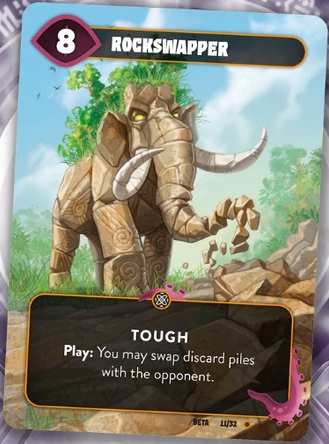 8 ROCKSWAPPER
TOUGH
Play: You may swap discard piles
with the opponent.
BETA 11/32